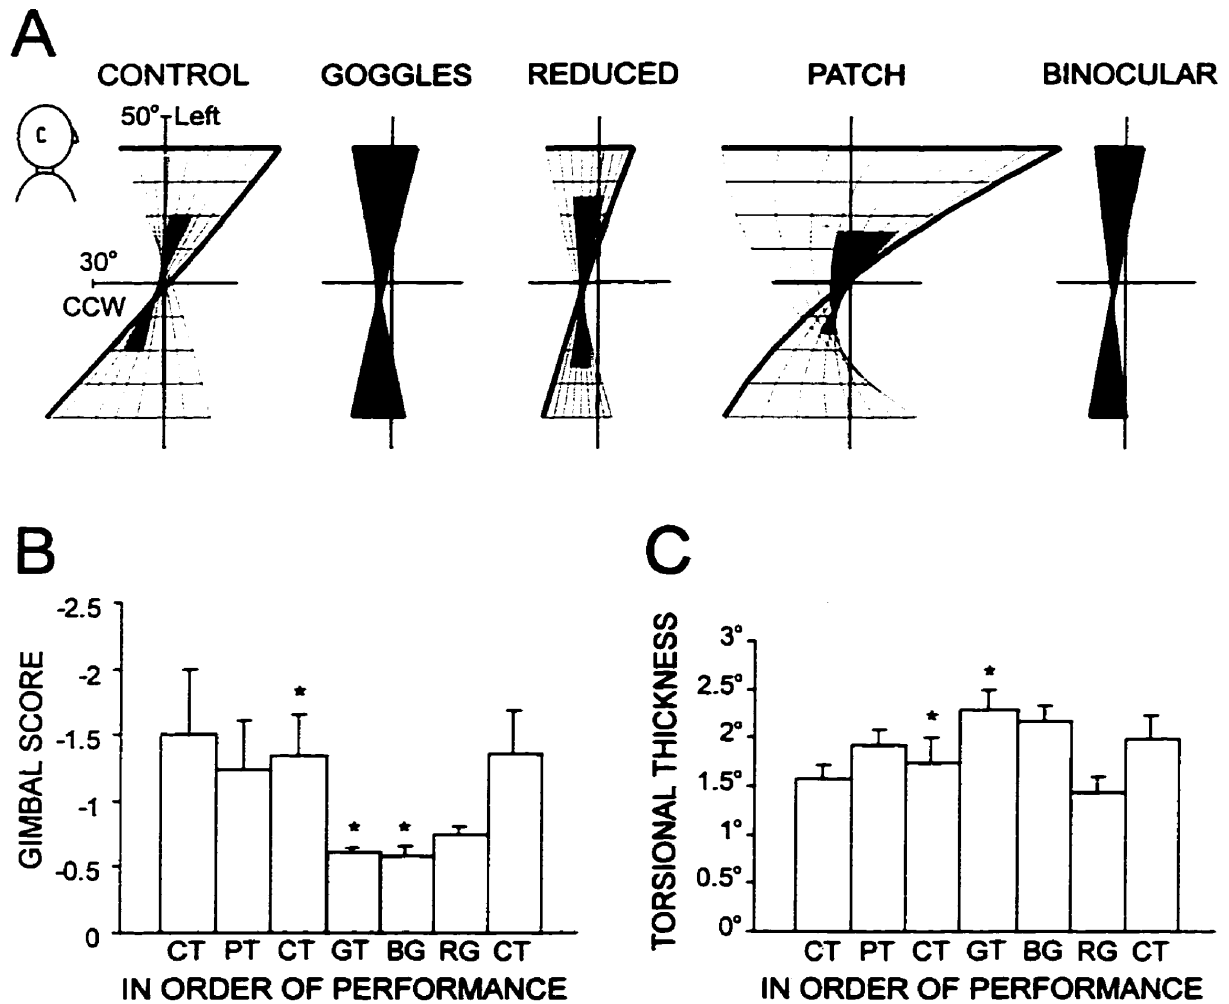 A
CONTROL GOGGLES REDUCED PATCH BINOCULAR
50° Left
C
30°
CCW
B
GIMBAL SCORE
-2.5
-2
-1.5
-1
-0.5
0
* * *
CT PT CT GT BG RG CT
IN ORDER OF PERFORMANCE
C
TORSIONAL THICKNESS
3°
2.5°
2°
1.5°
1°
0.5°
0°
* *
CT PT CT GT BG RG CT
IN ORDER OF PERFORMANCE